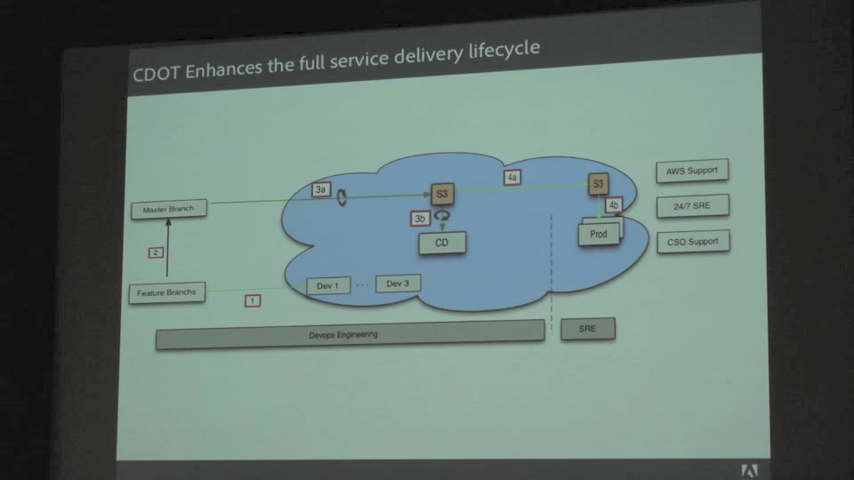 CDOT Enhances the full service delivery lifecycle
4a
AWS Support
3a
S3
S3
Master Branch
3b
4b
24/7 SRE
CD
Prod
CSO Support
2
Feature Branchs
1
Dev 1
...
Dev 3
Devops Engineering
SRE